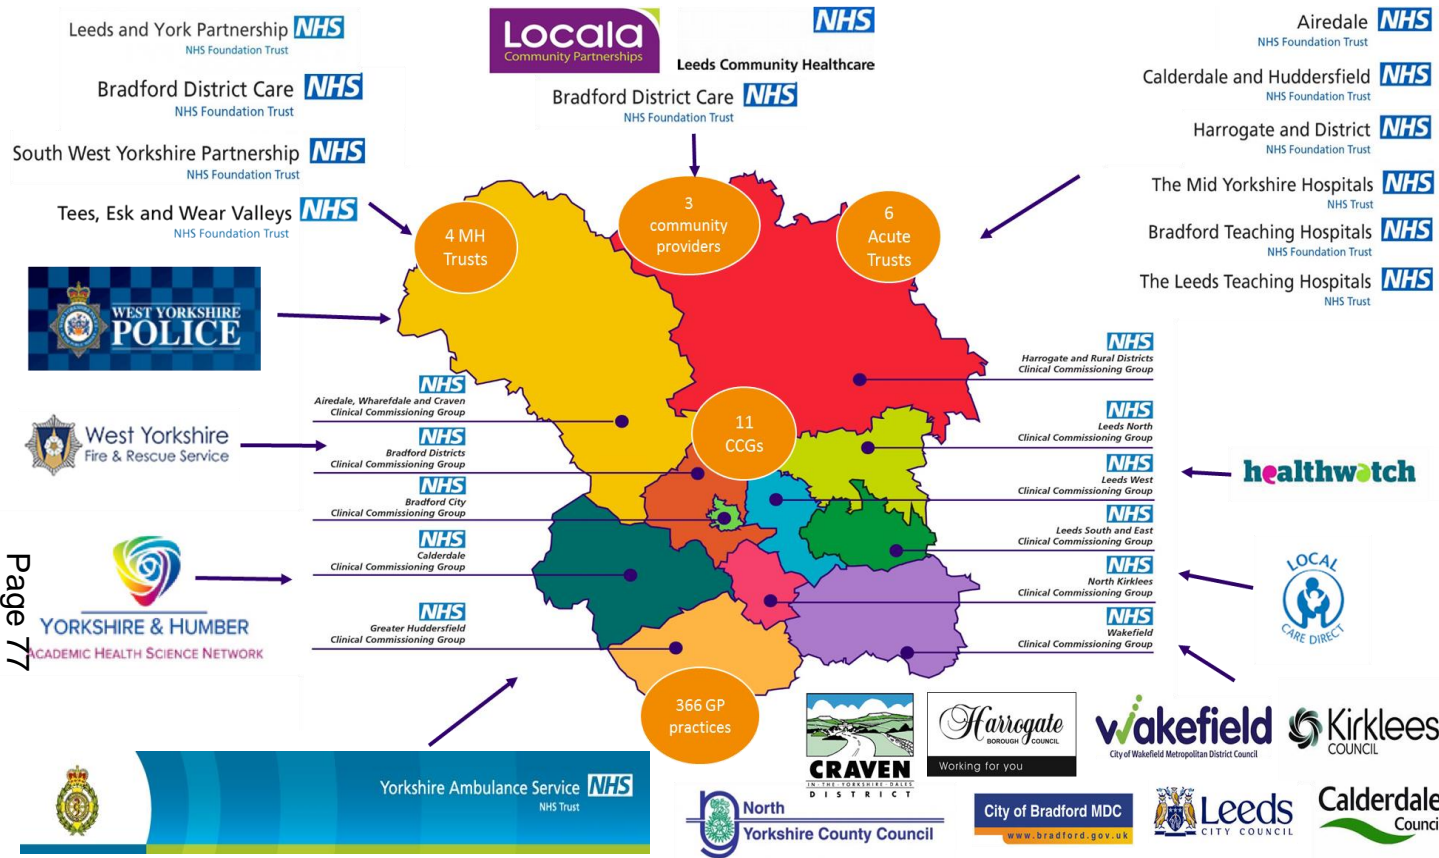 Leeds and York Partnership NHS
NHS Foundation Trust
Bradford District Care NHS
NHS Foundation Trust
South West Yorkshire Partnership NHS
NHS Foundation Trust
Tees, Esk and Wear Valleys NHS
NHS Foundation Trust
Locala
Community Partnerships
NHS
Leeds Community Healthcare
Bradford District Care NHS
NHS Foundation Trust
Airedale NHS
NHS Foundation Trust
Calderdale and Huddersfield NHS
NHS Foundation Trust
Harrogate and District NHS
NHS Foundation Trust
The Mid Yorkshire Hospitals NHS
NHS Trust
Bradford Teaching Hospitals NHS
NHS Foundation Trust
The Leeds Teaching Hospitals NHS
NHS Trust
4 MH
Trusts
3
community
providers
6
Acute
Trusts
11
CCGs
366 GP
practices
WEST YORKSHIRE
POLICE
West Yorkshire
Fire & Rescue Service
YORKSHIRE & HUMBER
ACADEMIC HEALTH SCIENCE NETWORK
Page 77
NHS
Airedale, Wharefdale and Craven
Clinical Commissioning Group
NHS
Bradford Districts
Clinical Commissioning Group
NHS
Bradford City
Clinical Commissioning Group
NHS
Calderdale
Clinical Commissioning Group
NHS
Greater Huddersfield
Clinical Commissioning Group
NHS
Harrogate and Rural Districts
Clinical Commissioning Group
NHS
Leeds North
Clinical Commissioning Group
NHS
Leeds West
Clinical Commissioning Group
NHS
Leeds South and East
Clinical Commissioning Group
NHS
North Kirklees
Clinical Commissioning Group
NHS
Wakefield
Clinical Commissioning Group
healthwatch
LOCAL
CARE DIRECT
Yorkshire Ambulance Service NHS
NHS Trust
CRAVEN
IN THE YORKSHIRE DALES
DISTRICT
Harrogate
BOROUGH COUNCIL
Working for you
wakefield
City of Wakefield Metropolitan District Council
Kirklees
COUNCIL
North
Yorkshire County Council
City of Bradford MDC
www.bradford.gov.uk
Leeds
CITY COUNCIL
Calderdale
Counci